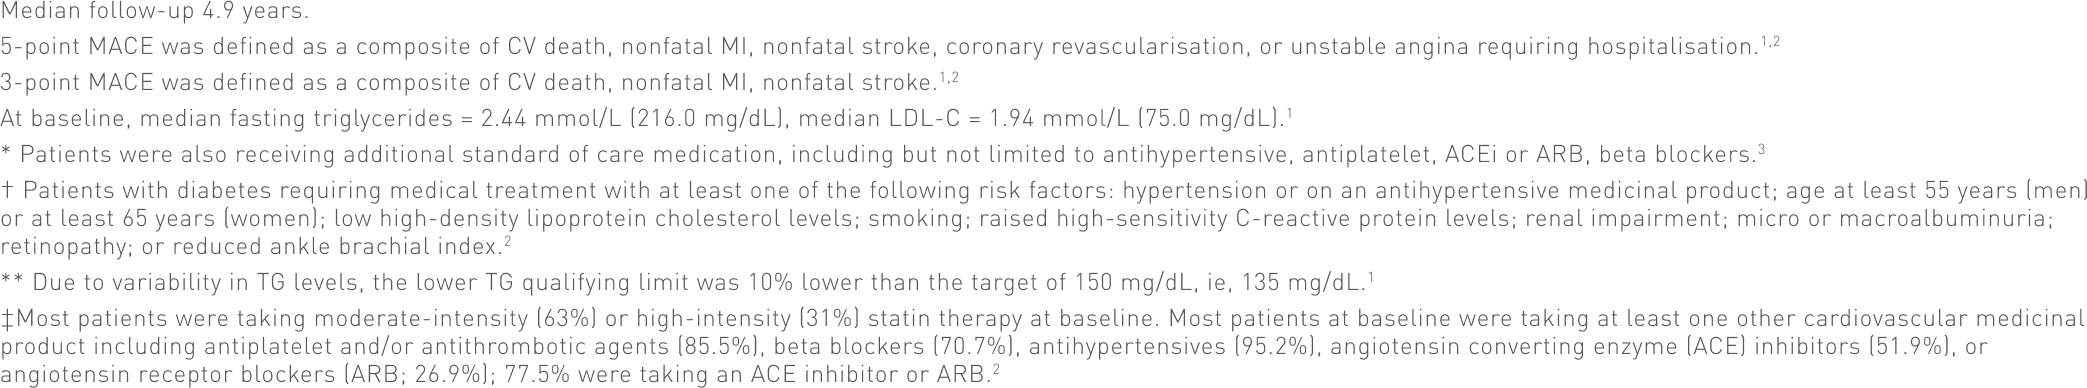 Median follow-up 4.9 years.
5-point MACE was defined as a composite of CV death, nonfatal MI, nonfatal stroke, coronary revascularisation, or unstable angina requiring hospitalisation.1,2
3-point MACE was defined as a composite of CV death, nonfatal MI, nonfatal stroke.1,2
At baseline, median fasting triglycerides = 2.44 mmol/L (216.0 mg/dL), median LDL-C = 1.94 mmol/L (75.0 mg/dL).1
* Patients were also receiving additional standard of care medication, including but not limited to antihypertensive, antiplatelet, ACEi or ARB, beta blockers.3
† Patients with diabetes requiring medical treatment with at least one of the following risk factors: hypertension or on an antihypertensive medicinal product; age at least 55 years (men)
or at least 65 years (women); low high-density lipoprotein cholesterol levels; smoking; raised high-sensitivity C-reactive protein levels; renal impairment; micro or macroalbuminuria;
retinopathy; or reduced ankle brachial index.2
** Due to variability in TG levels, the lower TG qualifying limit was 10% lower than the target of 150 mg/dL, ie, 135 mg/dL.1
‡Most patients were taking moderate-intensity (63%) or high-intensity (31%) statin therapy at baseline. Most patients at baseline were taking at least one other cardiovascular medicinal
product including antiplatelet and/or antithrombotic agents (85.5%), beta blockers (70.7%), antihypertensives (95.2%), angiotensin converting enzyme (ACE) inhibitors (51.9%), or
angiotensin receptor blockers (ARB; 26.9%); 77.5% were taking an ACE inhibitor or ARB.2